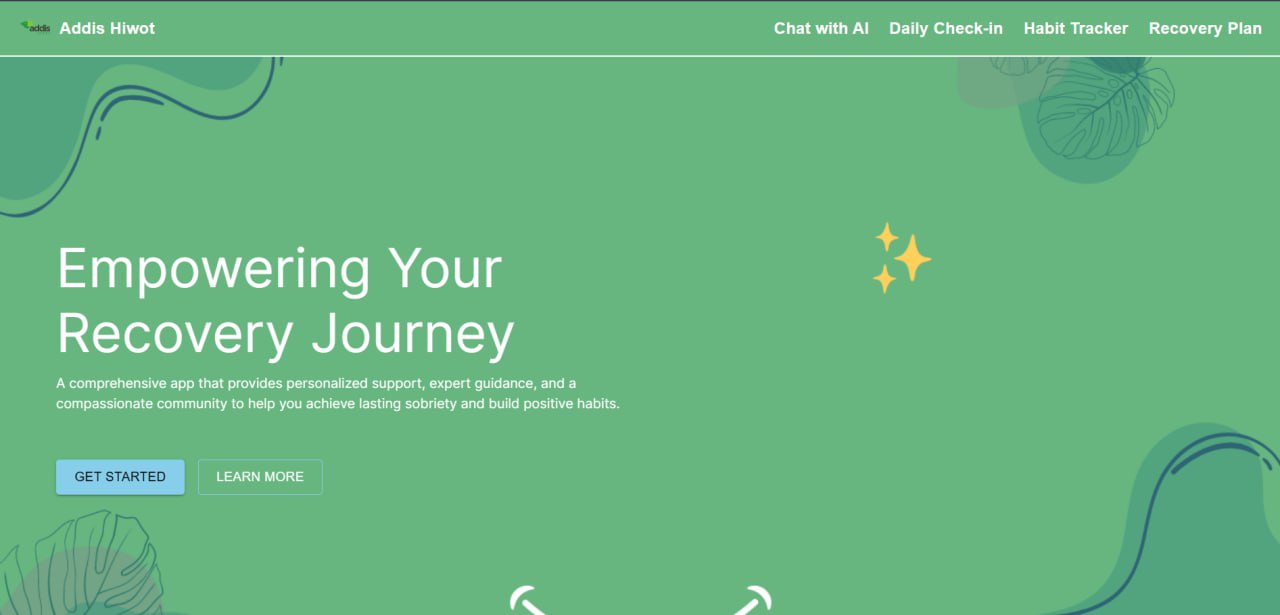 addis Addis Hiwot Chat with AI Daily Check-in Habit Tracker Recovery Plan
Empowering Your
Recovery Journey
A comprehensive app that provides personalized support, expert guidance, and a
compassionate community to help you achieve lasting sobriety and build positive habits.
GET STARTED LEARN MORE